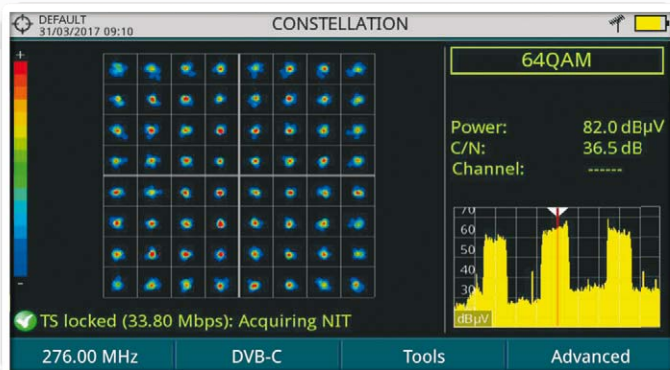 DEFAULT
31/03/2017 09:10
CONSTELLATION
+
-
64QAM
Power: 82.0 dBµV
C/N: 36.5 dB
Channel: ------
70
60
50
40
30
dBµV
TS locked (33.80 Mbps): Acquiring NIT
276.00 MHz
DVB-C
Tools
Advanced